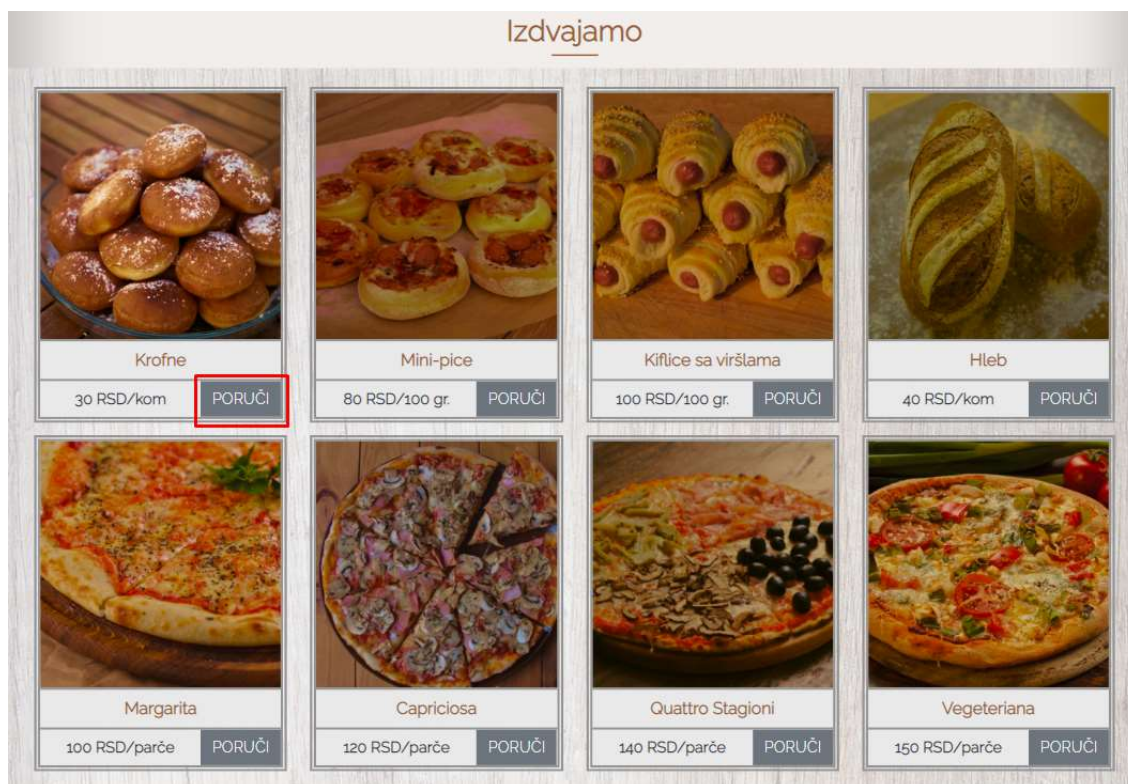 Izdvajamo
Krofne
30 RSD/kom PORUČI
Mini-pice
80 RSD/100 gr. PORUČI
Kiflice sa viršlama
100 RSD/100 gr. PORUČI
Hleb
40 RSD/kom PORUČI
Margarita
100 RSD/parče PORUČI
Capriciosa
120 RSD/parče PORUČI
Quattro Stagioni
140 RSD/parče PORUČI
Vegeteriana
150 RSD/parče PORUČI